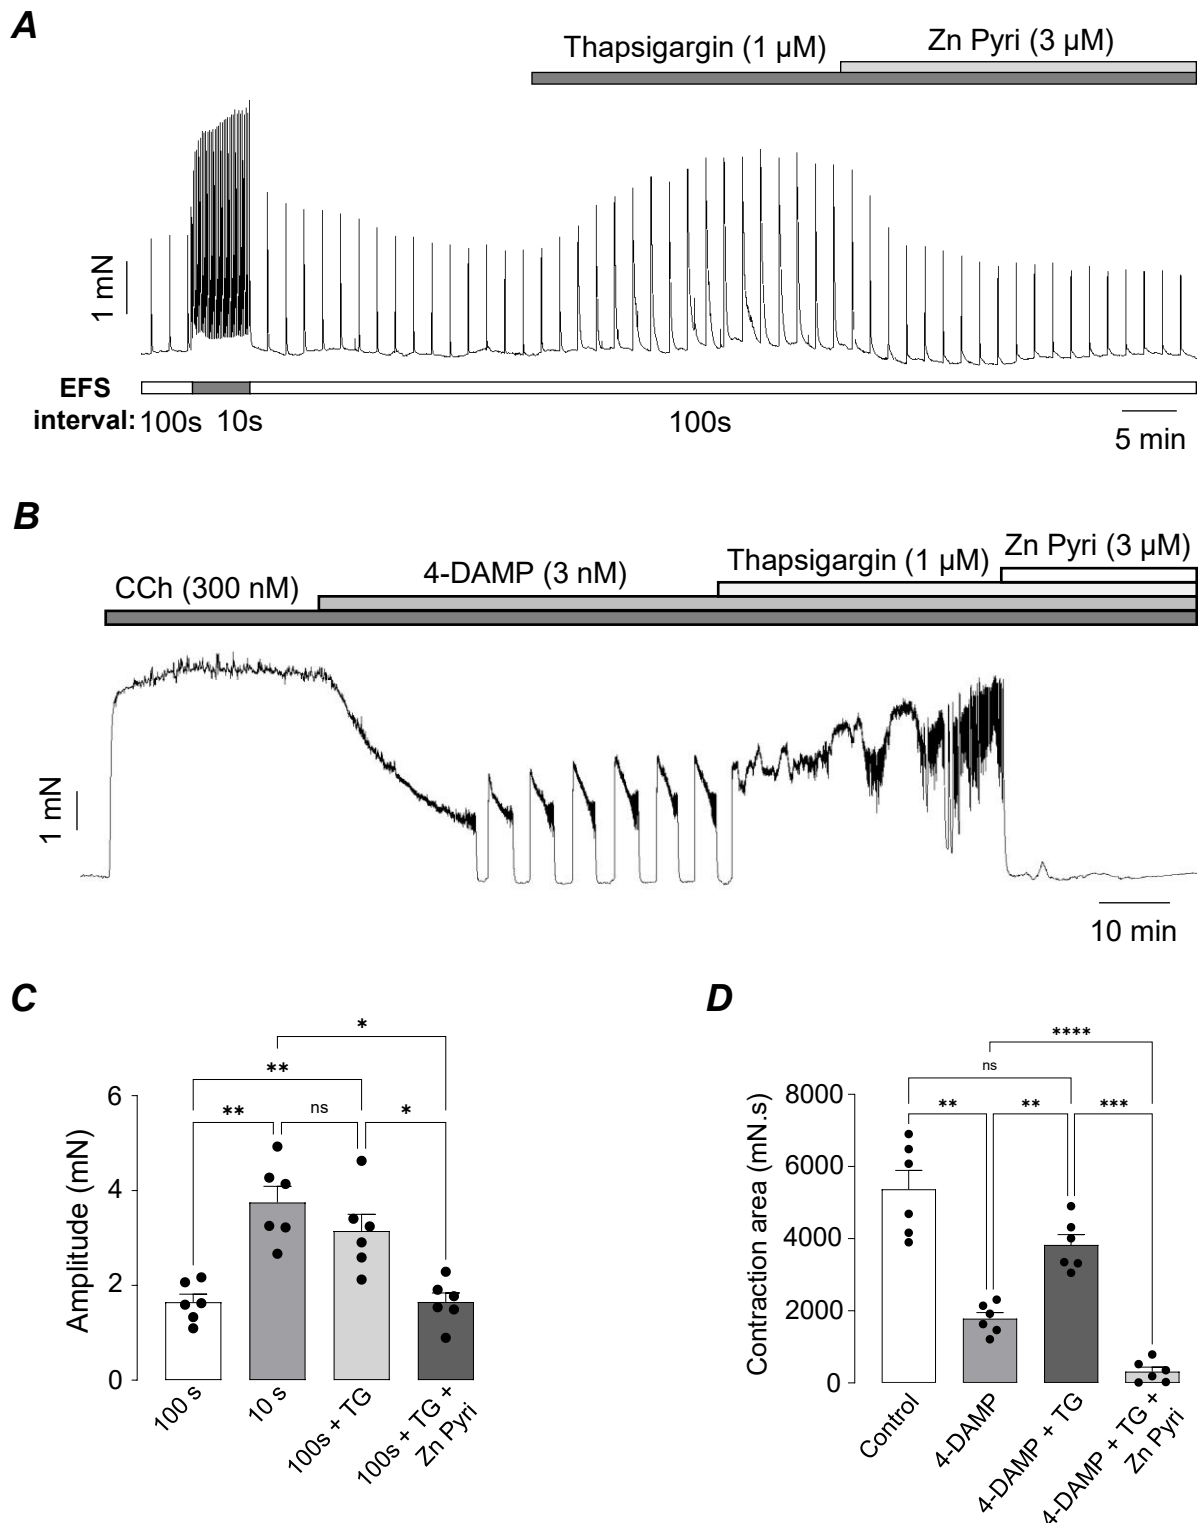 A
Thapsigargin (1 µM)
Zn Pyri (3 µM)
1 mN
EFS
interval:
100s
10s
100s
5 min
B
CCh (300 nM)
4-DAMP (3 nM)
Thapsigargin (1 µM)
Zn Pyri (3 µM)
1 mN
10 min
C
*
**
**
ns
*
Amplitude (mN)
6
4
2
0
100 s
10 s
100s + TG
100s + TG +
Zn Pyri
D
****
ns
**
**
***
Contraction area (mN.s)
8000
6000
4000
2000
0
Control
4-DAMP
4-DAMP + TG
4-DAMP + TG +
Zn Pyri